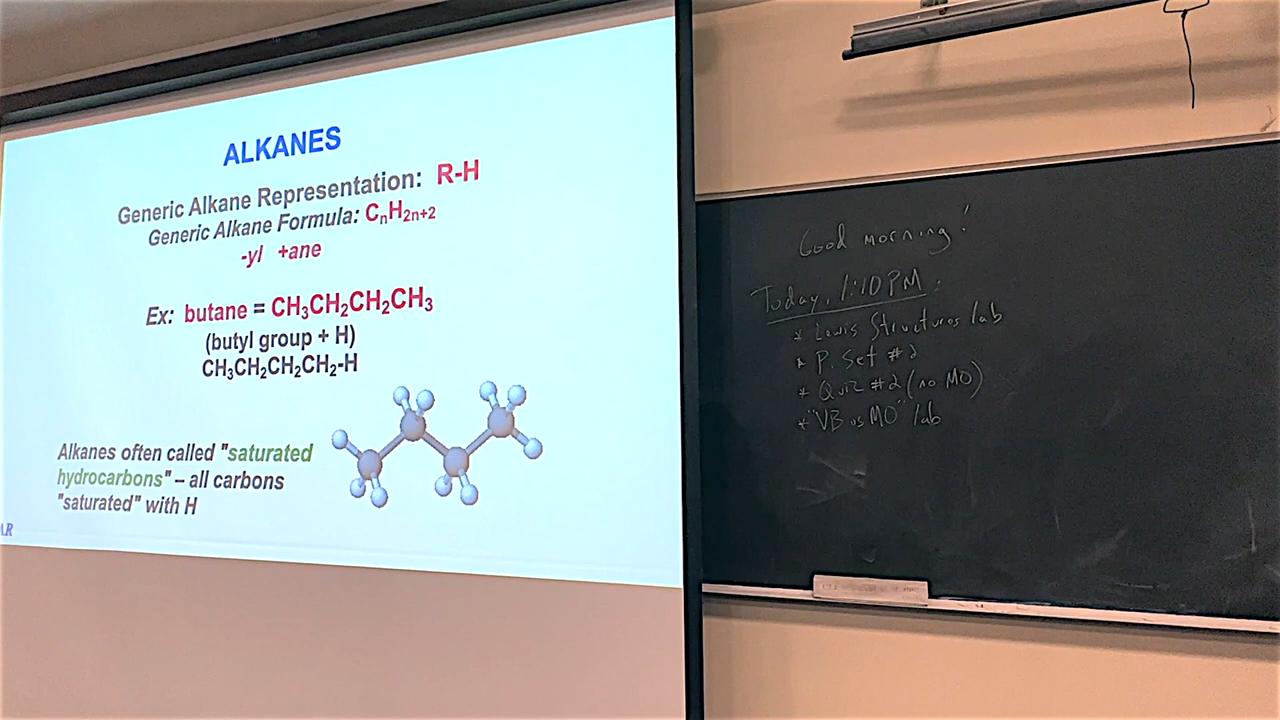 ALKANES
Generic Alkane Representation: R-H
Generic Alkane Formula: CₙH₂ₙ₊₂
-yl +ane
Ex: butane = CH₃CH₂CH₂CH₃
(butyl group + H)
CH₃CH₂CH₂CH₂-H
Alkanes often called "saturated
hydrocarbons" – all carbons
"saturated" with H
Good morning!
Today, 1:10 PM:
* Lewis Structures lab
* P. Set #2
* Quiz #2 (no MO)
* "VB vs MO" lab